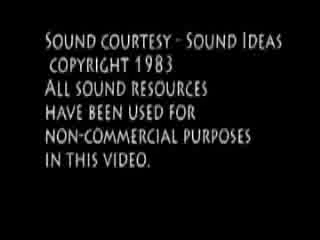 Sound courtesy - Sound Ideas
copyright 1983
All sound resources
have been used for
non-commercial purposes
in this video.